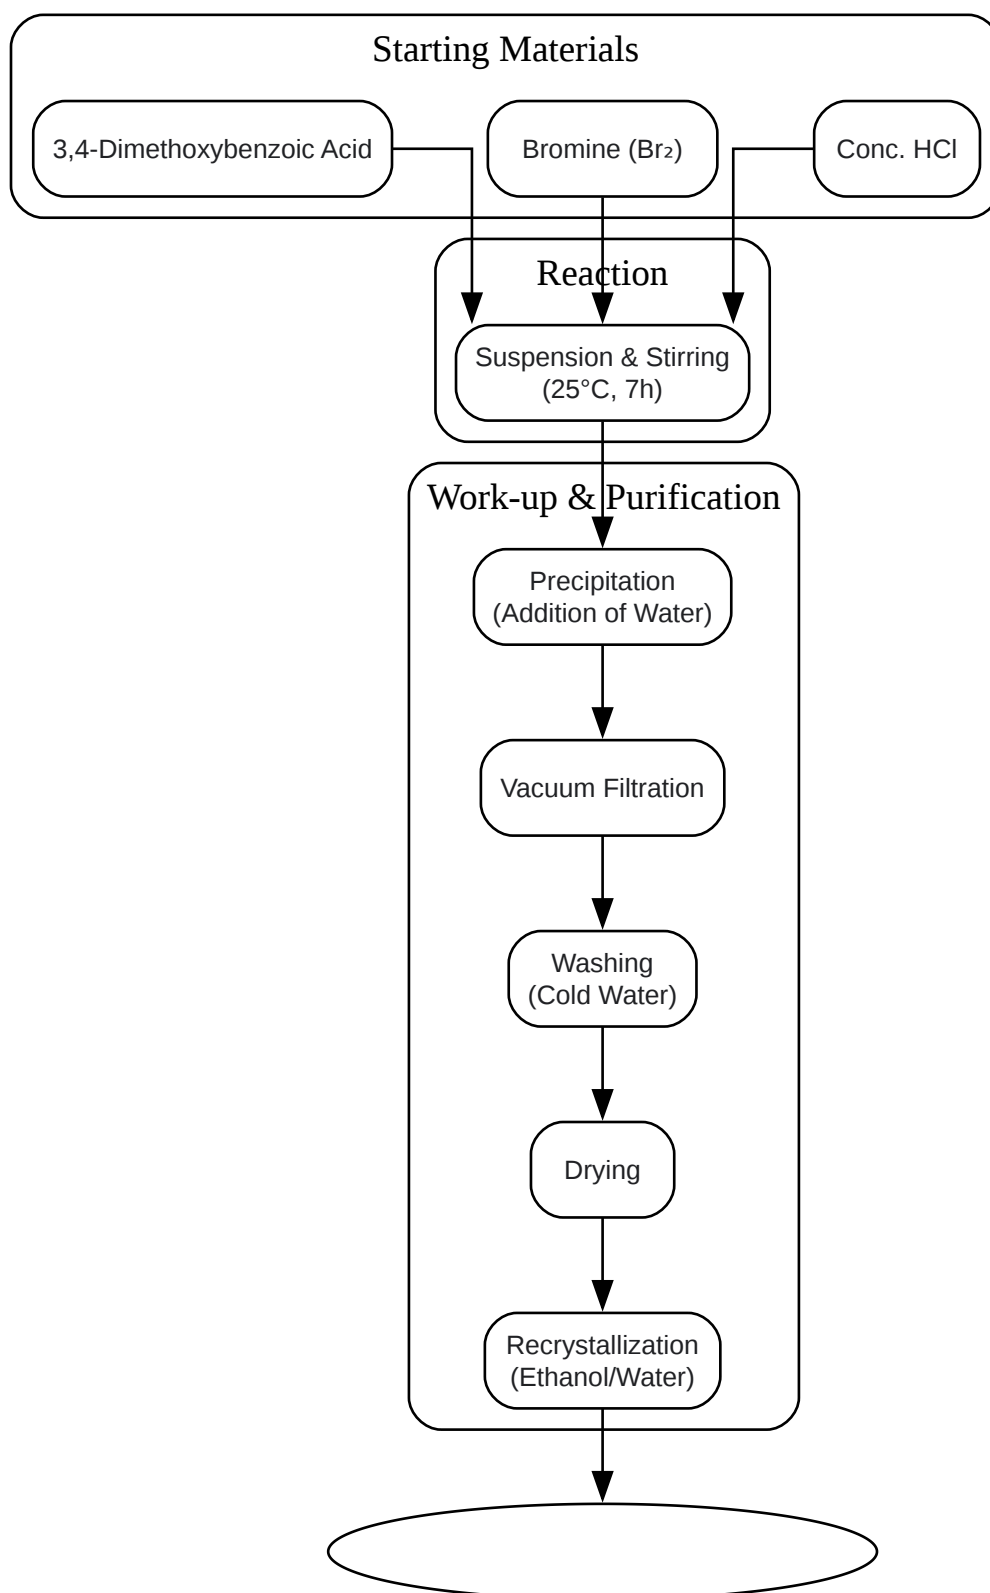 Starting Materials
3,4-Dimethoxybenzoic Acid
Bromine (Br₂)
Conc. HCl
Reaction
Suspension & Stirring
(25°C, 7h)
Work-up & Purification
Precipitation
(Addition of Water)
Vacuum Filtration
Washing
(Cold Water)
Drying
Recrystallization
(Ethanol/Water)